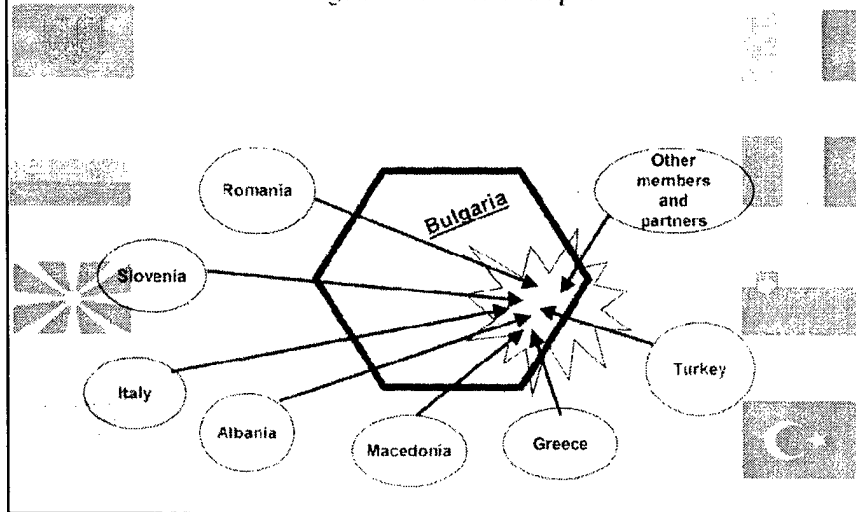 Romania
Bulgaria
Other
members
and
partners
Slovenia
Italy
Albania
Macedonia
Greece
Turkey